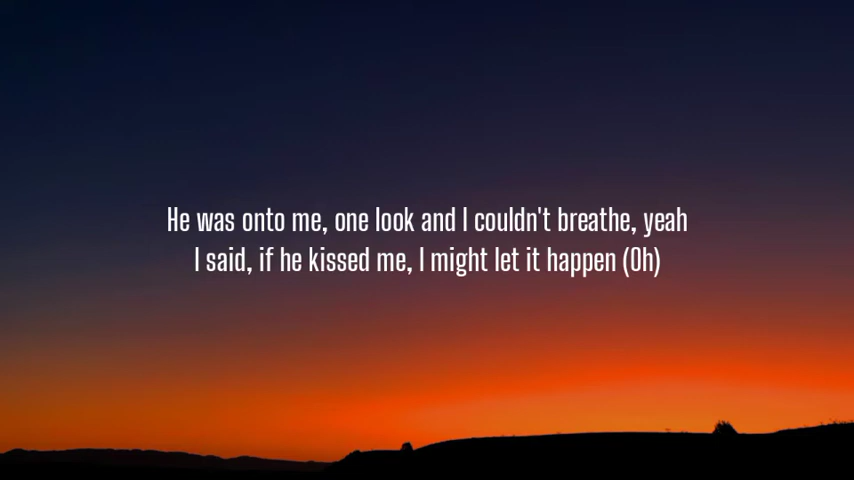 He was onto me, one look and I couldn't breathe, yeah
I said, if he kissed me, I might let it happen (Oh)